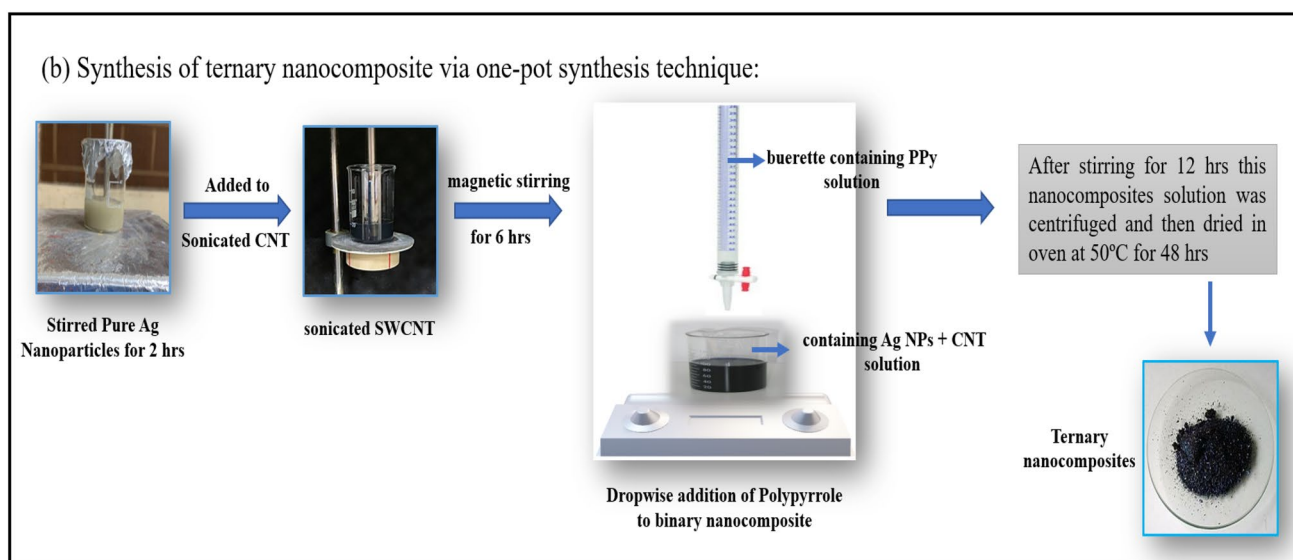 (b) Synthesis of ternary nanocomposite via one-pot synthesis technique:
Added to
Sonicated CNT
Stirred Pure Ag
Nanoparticles for 2 hrs
sonicated SWCNT
magnetic stirring
for 6 hrs
buerette containing PPy
solution
containing Ag NPs + CNT
solution
Dropwise addition of Polypyrrole
to binary nanocomposite
After stirring for 12 hrs this
nanocomposites solution was
centrifuged and then dried in
oven at 50ºC for 48 hrs
Ternary
nanocomposites